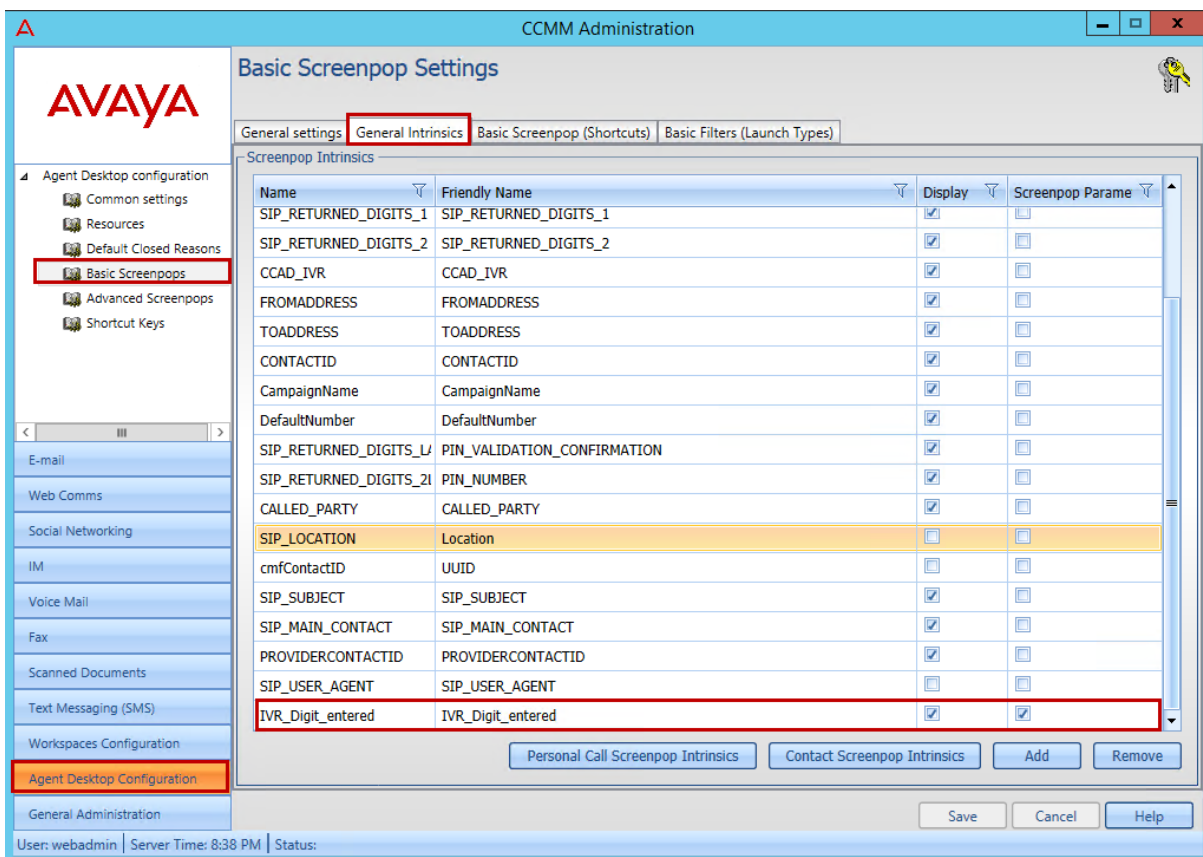 CCMM Administration
AVAYA
Basic Screenpop Settings
General settings General Intrinsics Basic Screenpop (Shortcuts) Basic Filters (Launch Types)
Agent Desktop configuration
Common settings
Resources
Default Closed Reasons
Basic Screenpops
Advanced Screenpops
Shortcut Keys
Screenpop Intrinsics
Name Friendly Name Display Screenpop Parame
SIP_RETURNED_DIGITS_1 SIP_RETURNED_DIGITS_1
SIP_RETURNED_DIGITS_2 SIP_RETURNED_DIGITS_2
CCAD_IVR CCAD_IVR
FROMADDRESS FROMADDRESS
TOADDRESS TOADDRESS
CONTACTID CONTACTID
CampaignName CampaignName
DefaultNumber DefaultNumber
SIP_RETURNED_DIGITS_LA PIN_VALIDATION_CONFIRMATION
SIP_RETURNED_DIGITS_2 PIN_NUMBER
CALLED_PARTY CALLED_PARTY
SIP_LOCATION Location
cmfContactID UUID
SIP_SUBJECT SIP_SUBJECT
SIP_MAIN_CONTACT SIP_MAIN_CONTACT
PROVIDERCONTACTID PROVIDERCONTACTID
SIP_USER_AGENT SIP_USER_AGENT
IVR_Digit_entered IVR_Digit_entered
Personal Call Screenpop Intrinsics Contact Screenpop Intrinsics Add Remove
E-mail
Web Comms
Social Networking
IM
Voice Mail
Fax
Scanned Documents
Text Messaging (SMS)
Workspaces Configuration
Agent Desktop Configuration
General Administration
Save Cancel Help
User: webadmin Server Time: 8:38 PM Status: